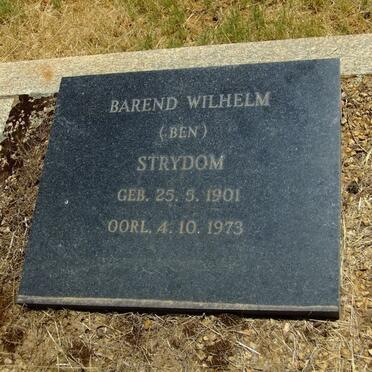 BAREND WILHELM
(BEN)
STRYDOM
GEB. 25. 5. 1901
OORL. 4. 10. 1973